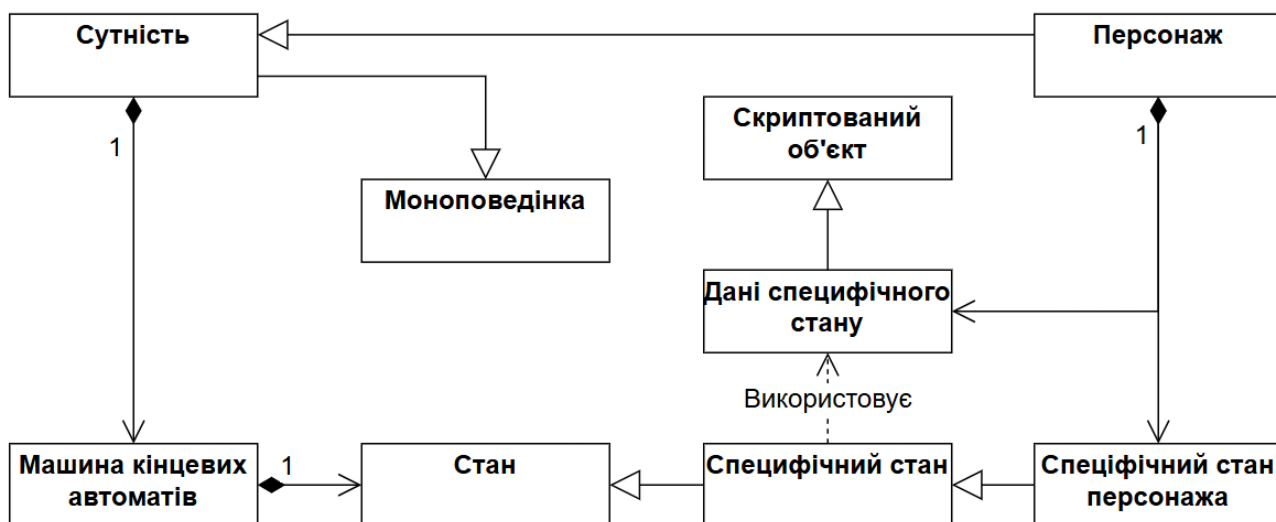 Сутність
Персонаж
Скриптований
об'єкт
1
1
Моноповедінка
Дані специфічного
стану
Використовує
Машина кінцевих
автоматів
1
Стан
Специфічний стан
Спеціфічний стан
персонажа